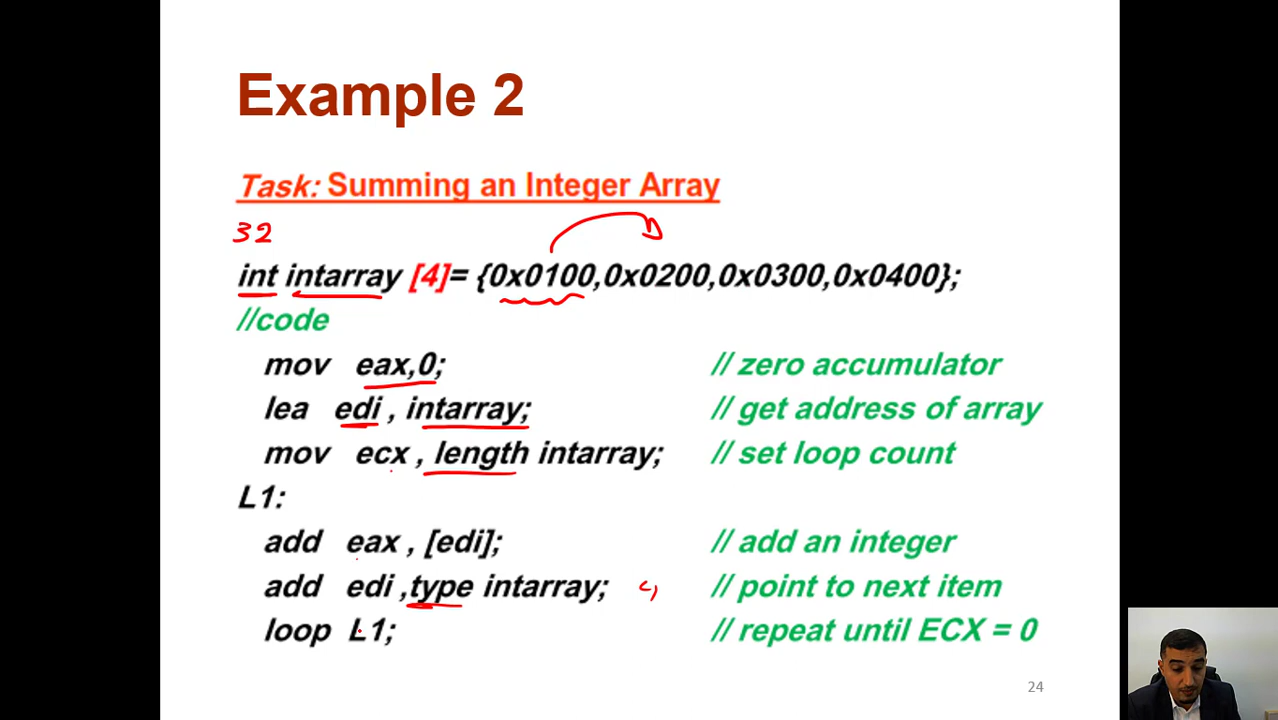 Example 2
Task: Summing an Integer Array
32
int intarray [4]= {0x0100,0x0200,0x0300,0x0400};
//code
mov eax,0; // zero accumulator
lea edi , intarray; // get address of array
mov ecx , length intarray; // set loop count
L1:
add eax , [edi]; // add an integer
add edi ,type intarray; 4 // point to next item
loop L1; // repeat until ECX = 0
24